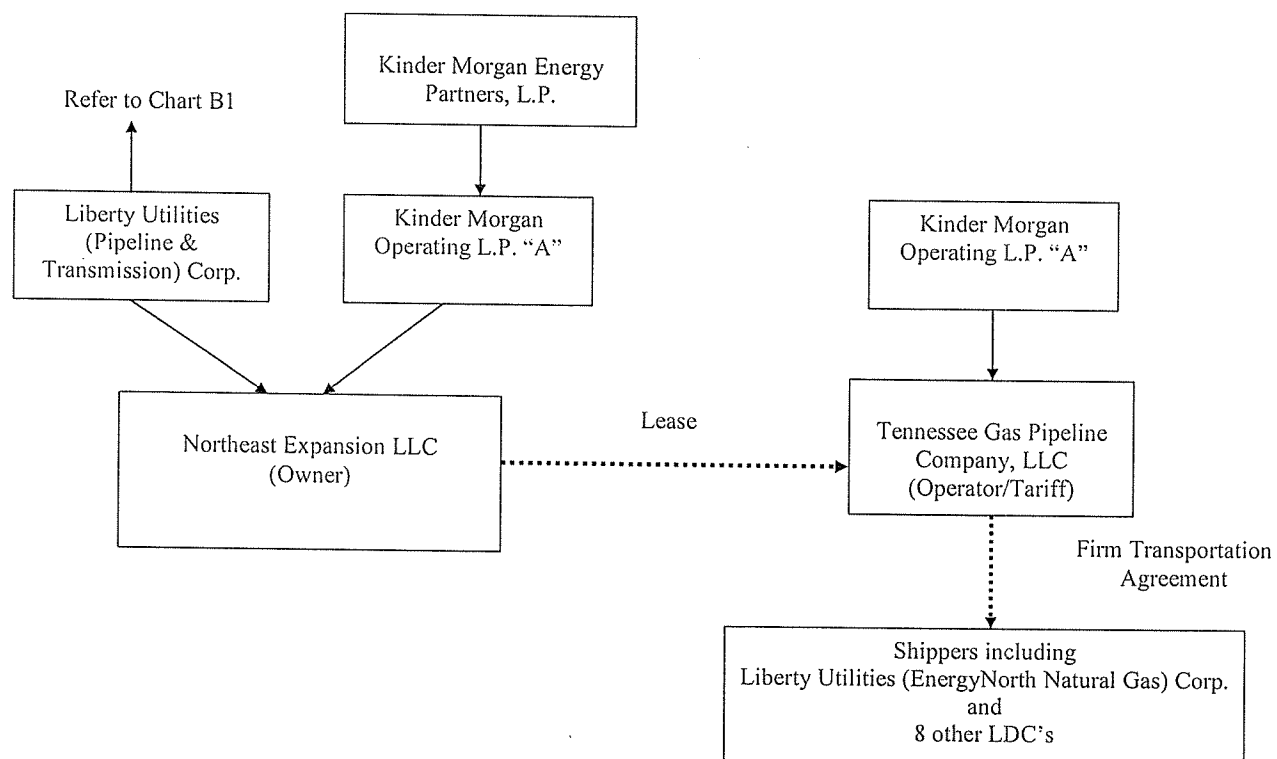 Kinder Morgan Energy
Partners, L.P.
Refer to Chart B1
Liberty Utilities
(Pipeline &
Transmission) Corp.
Kinder Morgan
Operating L.P. “A”
Kinder Morgan
Operating L.P. “A”
Northeast Expansion LLC
(Owner)
Lease
Tennessee Gas Pipeline
Company, LLC
(Operator/Tariff)
Firm Transportation
Agreement
Shippers including
Liberty Utilities (EnergyNorth Natural Gas) Corp.
and
8 other LDC’s